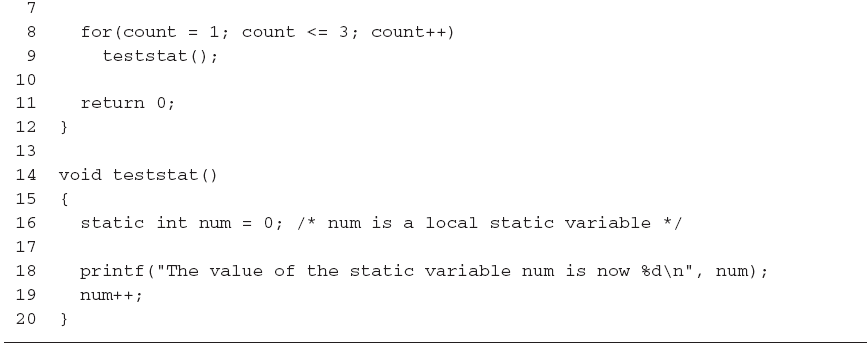 7
8 for(count = 1; count <= 3; count++)
9 teststat();
10
11 return 0;
12 }
13
14 void teststat()
15 {
16 static int num = 0; /* num is a local static variable */
17
18 printf("The value of the static variable num is now %d\n", num);
19 num++;
20 }